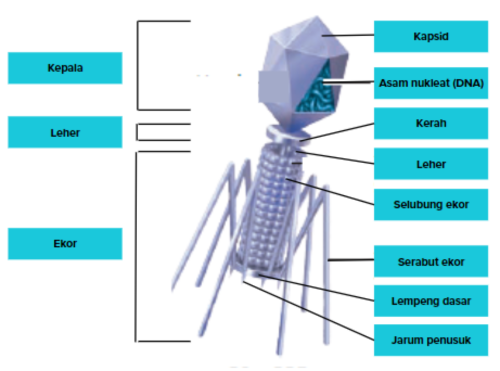 Kepala
Leher
Ekor
Kapsid
Asam nukleat (DNA)
Kerah
Leher
Selubung ekor
Serabut ekor
Lempeng dasar
Jarum penusuk